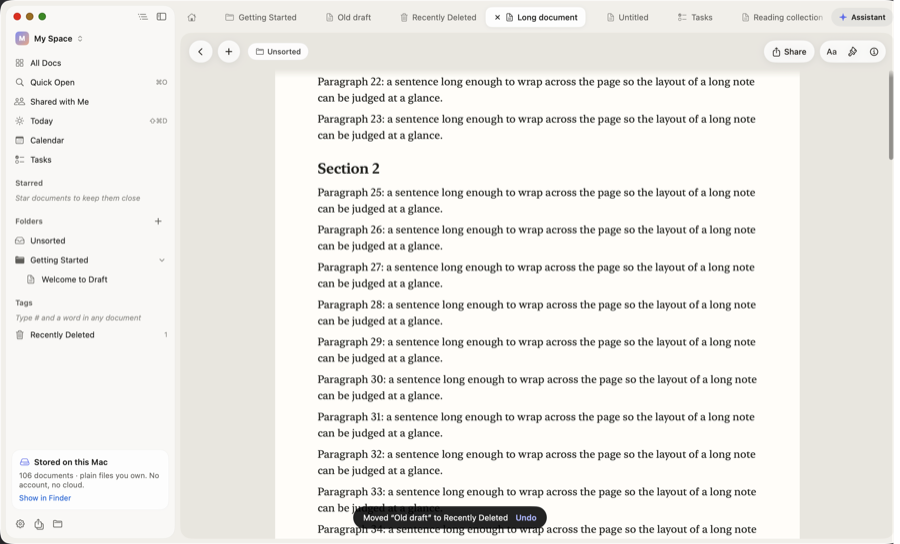 Getting Started
Old draft
Recently Deleted
Long document
Untitled
Tasks
Reading collection
Assistant
M
My Space
All Docs
Quick Open ⌘O
Shared with Me
Today ⇧⌘D
Calendar
Tasks
Starred
Star documents to keep them close
Folders
Unsorted
Getting Started
Welcome to Draft
Tags
Type # and a word in any document
Recently Deleted 1
Stored on this Mac
106 documents · plain files you own. No
account, no cloud.
Show in Finder
Unsorted
Share
Aa
Paragraph 22: a sentence long enough to wrap across the page so the layout of a long note
can be judged at a glance.
Paragraph 23: a sentence long enough to wrap across the page so the layout of a long note
can be judged at a glance.
Section 2
Paragraph 25: a sentence long enough to wrap across the page so the layout of a long note
can be judged at a glance.
Paragraph 26: a sentence long enough to wrap across the page so the layout of a long note
can be judged at a glance.
Paragraph 27: a sentence long enough to wrap across the page so the layout of a long note
can be judged at a glance.
Paragraph 28: a sentence long enough to wrap across the page so the layout of a long note
can be judged at a glance.
Paragraph 29: a sentence long enough to wrap across the page so the layout of a long note
can be judged at a glance.
Paragraph 30: a sentence long enough to wrap across the page so the layout of a long note
can be judged at a glance.
Paragraph 31: a sentence long enough to wrap across the page so the layout of a long note
can be judged at a glance.
Paragraph 32: a sentence long enough to wrap across the page so the layout of a long note
can be judged at a glance.
Paragraph 33: a sentence long enough to wrap across the page so the layout of a long note
can be
Moved “Old draft” to Recently Deleted Undo
Paragraph 34: a sentence long enough to wrap across the page so the layout of a long note